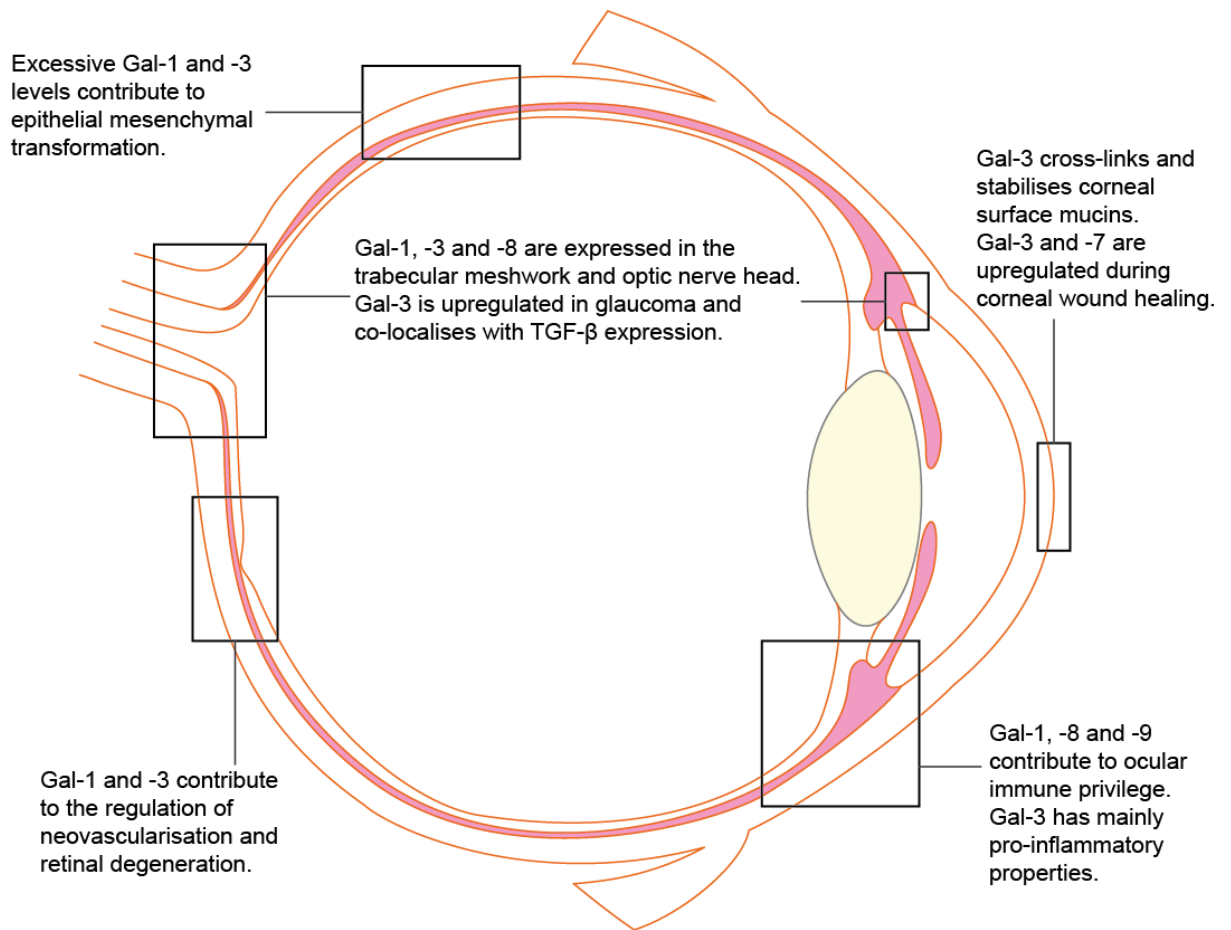 Excessive Gal-1 and -3
levels contribute to
epithelial mesenchymal
transformation.
Gal-3 cross-links and
stabilises corneal
surface mucins.
Gal-3 and -7 are
upregulated during
corneal wound healing.
Gal-1, -3 and -8 are expressed in the
trabecular meshwork and optic nerve head.
Gal-3 is upregulated in glaucoma and
co-localises with TGF-β expression.
Gal-1 and -3 contribute
to the regulation of
neovascularisation and
retinal degeneration.
Gal-1, -8 and -9
contribute to ocular
immune privilege.
Gal-3 has mainly
pro-inflammatory
properties.